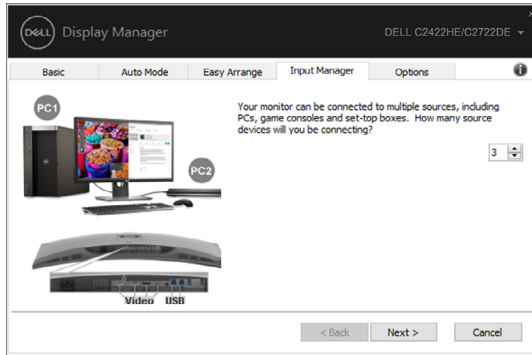 DELL Display Manager
DELL C2422HE/C2722DE
Basic Auto Mode Easy Arrange Input Manager Options
PC1
PC2
Your monitor can be connected to multiple sources, including
PCs, game consoles and set-top boxes. How many source
devices will you be connecting?
3
Video USB
< Back Next > Cancel